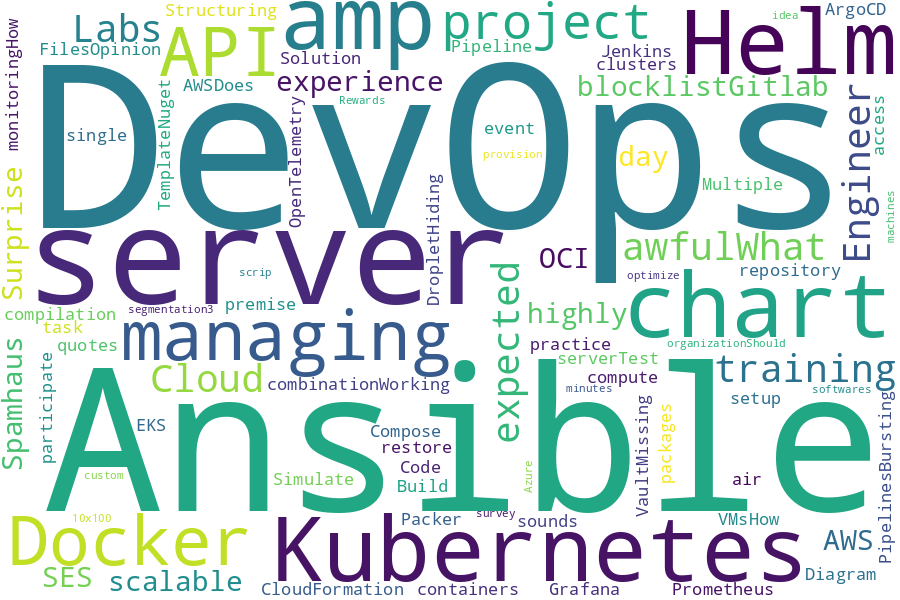 Structuring
ArgoCD
idea
Labs
amp
project
Helm
monitoringHow
FilesOpinion
API
Solution
Pipeline
Jenkins
clusters
AWSDoes
experience
blocklistGitlab
DevOps
TemplateNuget
Rewards
OpenTelemetry
single
event
provision
day
Engineer
access
Surprise
DropletHiding
Multiple
machines
server
awfulWhat
OCI
scrip
optimize
repository
compilation
segmentation3
premise
expected
highly
chart
task
managing
quotes
practice
organizationShould
Spamhaus
participate
Cloud
combinationWorking
serverTest
compute
training
minutes
setup
softwares
Ansible
EKS
Compose
restore
Code
Build
custom
Simulate
Azure
VaultMissing
packages
air
PipelinesBursting
10x100
Docker
Kubernetes
Packer
survey
sounds
VMsHow
AWS
SES
scalable
CloudFormation
containers
Grafana
Prometheus
Diagram